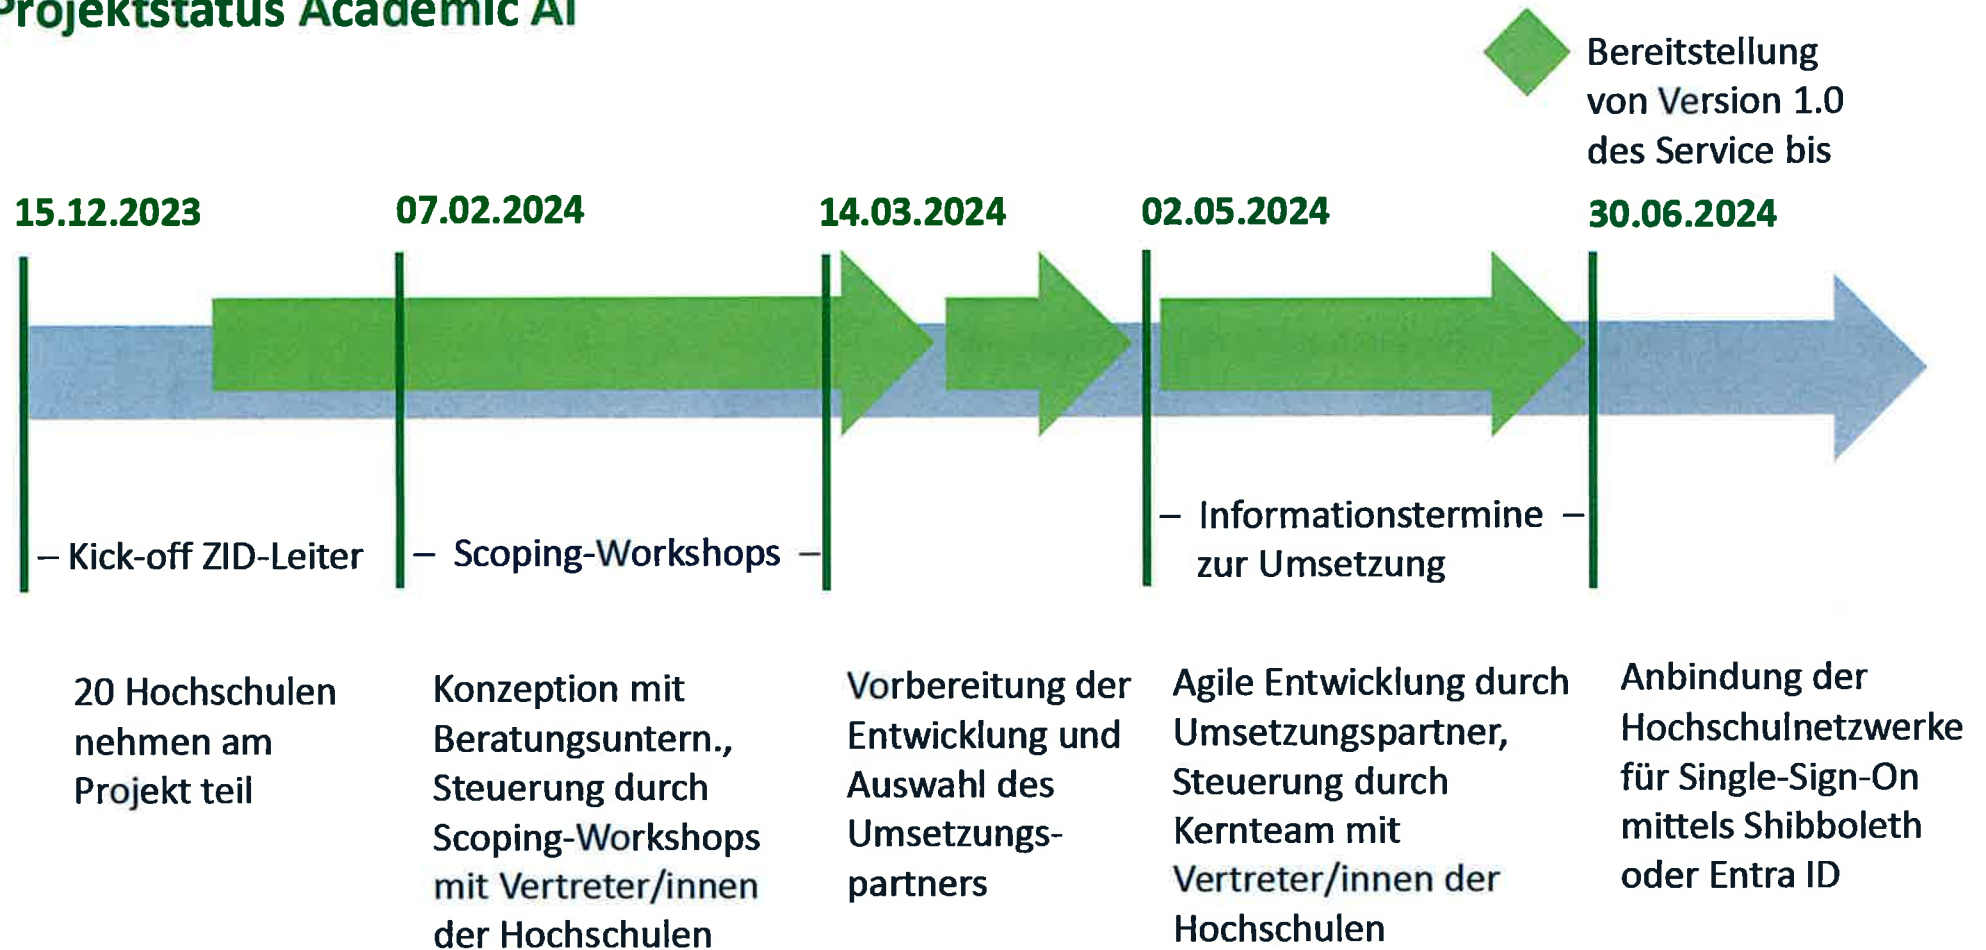 Projektstatus Academic AI
Bereitstellung
von Version 1.0
des Service bis
15.12.2023
07.02.2024
14.03.2024
02.05.2024
30.06.2024
– Kick-off ZID-Leiter
– Scoping-Workshops –
– Informationstermine –
zur Umsetzung
20 Hochschulen
nehmen am
Projekt teil
Konzeption mit
Beratungsuntern.,
Steuerung durch
Scoping-Workshops
mit Vertreter/innen
der Hochschulen
Vorbereitung der
Entwicklung und
Auswahl des
Umsetzungs-
partners
Agile Entwicklung durch
Umsetzungspartner,
Steuerung durch
Kernteam mit
Vertreter/innen der
Hochschulen
Anbindung der
Hochschulnetzwerke
für Single-Sign-On
mittels Shibboleth
oder Entra ID